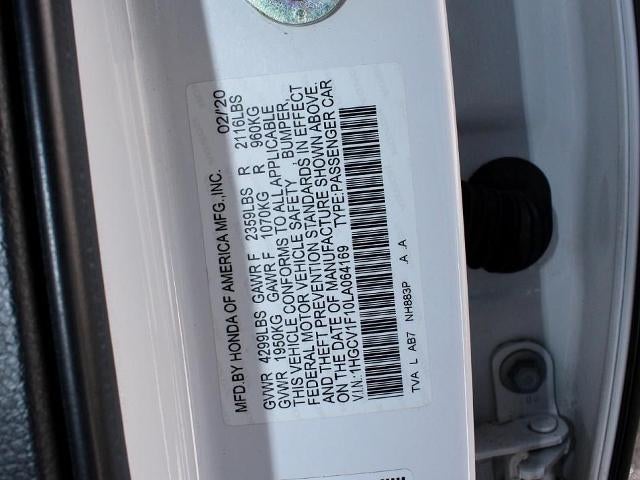 MFD.BY HONDA OF AMERICA MFG.,INC. 02/'20
GVWR 4299LBS GAWR F 2359LBS R 2116LBS
GVWR 1950KG GAWR F 1070KG R 960KG
THIS VEHICLE CONFORMS TO ALL APPLICABLE
FEDERAL MOTOR VEHICLE SAFETY , BUMPER,
AND THEFT PREVENTION STANDARDS IN EFFECT
ON THE DATE OF MANUFACTURE SHOWN ABOVE.
V.I.N.:1HGCV1F10LA064169 TYPE:PASSENGER CAR
TVA L AB7 NH883P A A